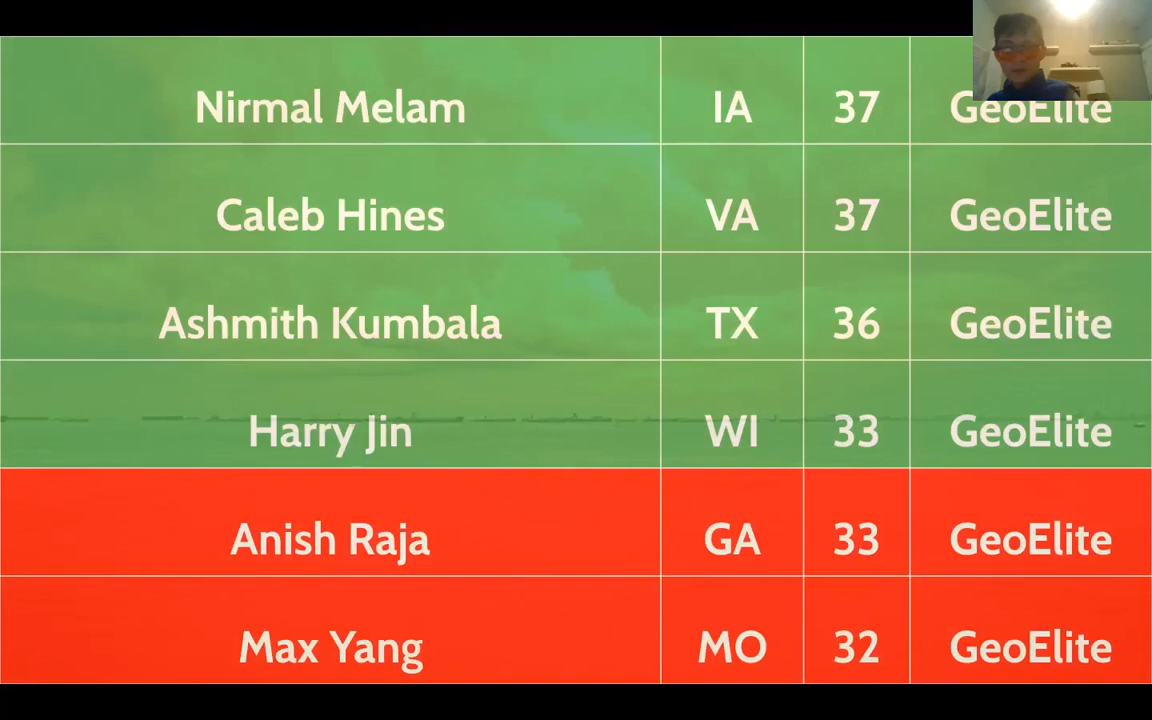 Nirmal Melam IA 37 GeoElite
Caleb Hines VA 37 GeoElite
Ashmith Kumbala TX 36 GeoElite
Harry Jin WI 33 GeoElite
Anish Raja GA 33 GeoElite
Max Yang MO 32 GeoElite